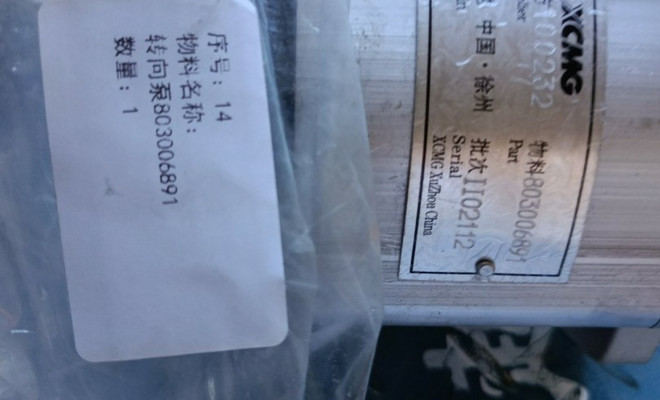 序号：14
物料名称：
转向泵803006891
数量：1
XCMG
100232
物料803006891
Part
中国·徐州
批次II02112
Serial
XCMG XuZhou China